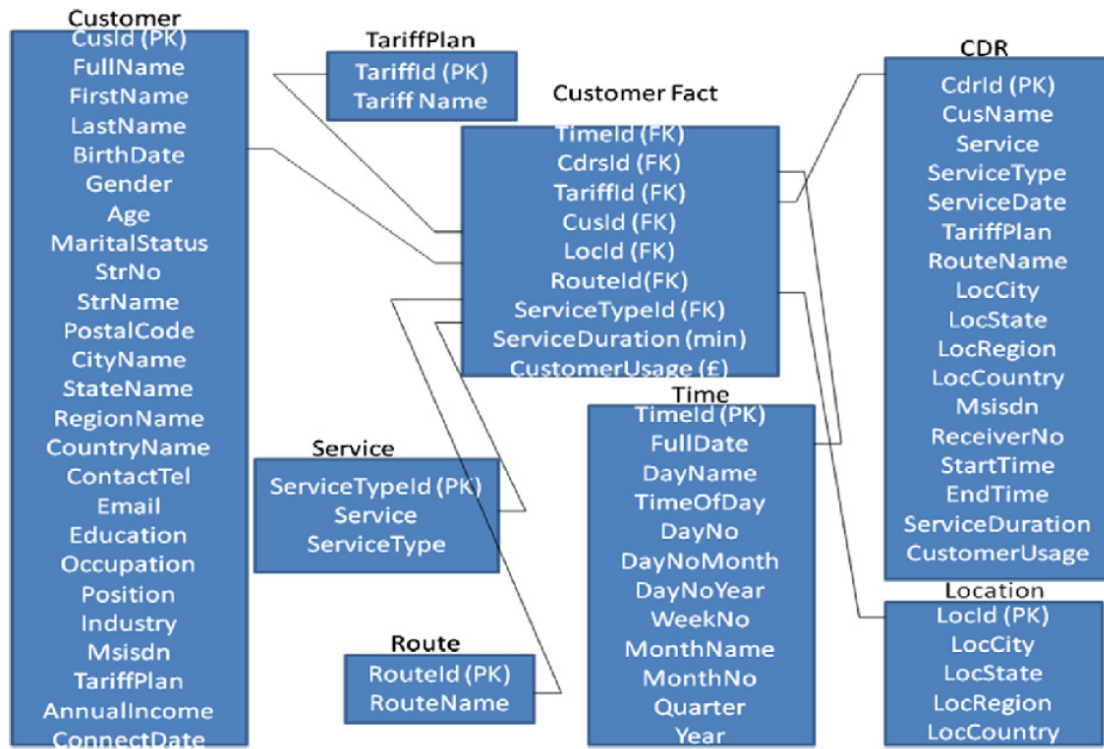 Customer
CusId (PK)
FullName
FirstName
LastName
BirthDate
Gender
Age
MaritalStatus
StrNo
StrName
PostalCode
CityName
StateName
RegionName
CountryName
ContactTel
Email
Education
Occupation
Position
Industry
Msisdn
TariffPlan
AnnualIncome
ConnectDate
TariffPlan
TariffId (PK)
Tariff Name
Customer Fact
TimeId (FK)
CdrsId (FK)
TariffId (FK)
CusId (FK)
LocId (FK)
RouteId(FK)
ServiceTypeId (FK)
ServiceDuration (min)
CustomerUsage (£)
Service
ServiceTypeId (PK)
Service
ServiceType
Route
RouteId (PK)
RouteName
Time
TimeId (PK)
FullDate
DayName
TimeOfDay
DayNo
DayNoMonth
DayNoYear
WeekNo
MonthName
MonthNo
Quarter
Year
CDR
CdrId (PK)
CusName
Service
ServiceType
ServiceDate
TariffPlan
RouteName
LocCity
LocState
LocRegion
LocCountry
Msisdn
ReceiverNo
StartTime
EndTime
ServiceDuration
CustomerUsage
Location
LocId (PK)
LocCity
LocState
LocRegion
LocCountry